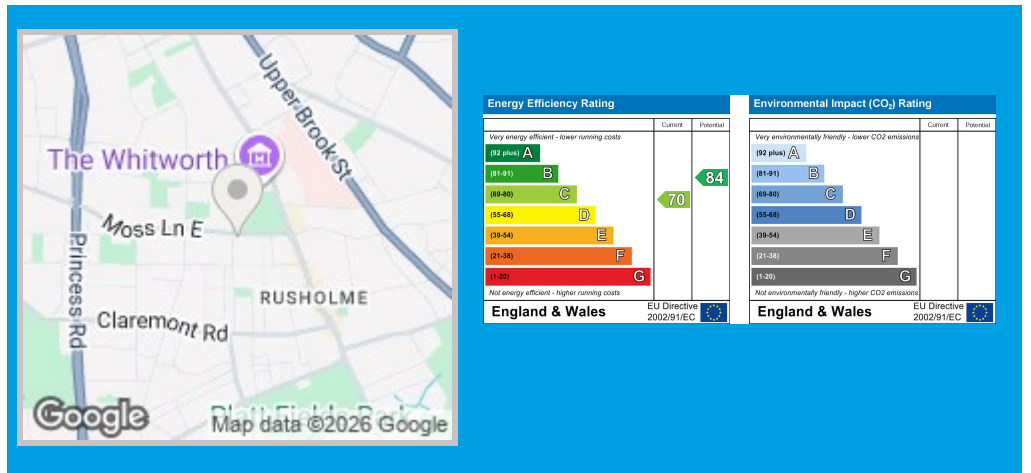 Upper Brook St
The Whitworth
Moss Ln E
Princess Rd
RUSHOLME
Claremont Rd
Platt Fields Park
Google
Map data ©2026 Google
Energy Efficiency Rating
Current Potential
Very energy efficient - lower running costs
(92 plus) A
(81-91) B
84
(69-80) C
70
(55-68) D
(39-54) E
(21-38) F
(1-20) G
Not energy efficient - higher running costs
England & Wales
EU Directive
2002/91/EC
Environmental Impact (CO₂) Rating
Current Potential
Very environmentally friendly - lower CO2 emissions
(92 plus) A
(81-91) B
(69-80) C
(55-68) D
(39-54) E
(21-38) F
(1-20) G
Not environmentally friendly - higher CO2 emissions
England & Wales
EU Directive
2002/91/EC